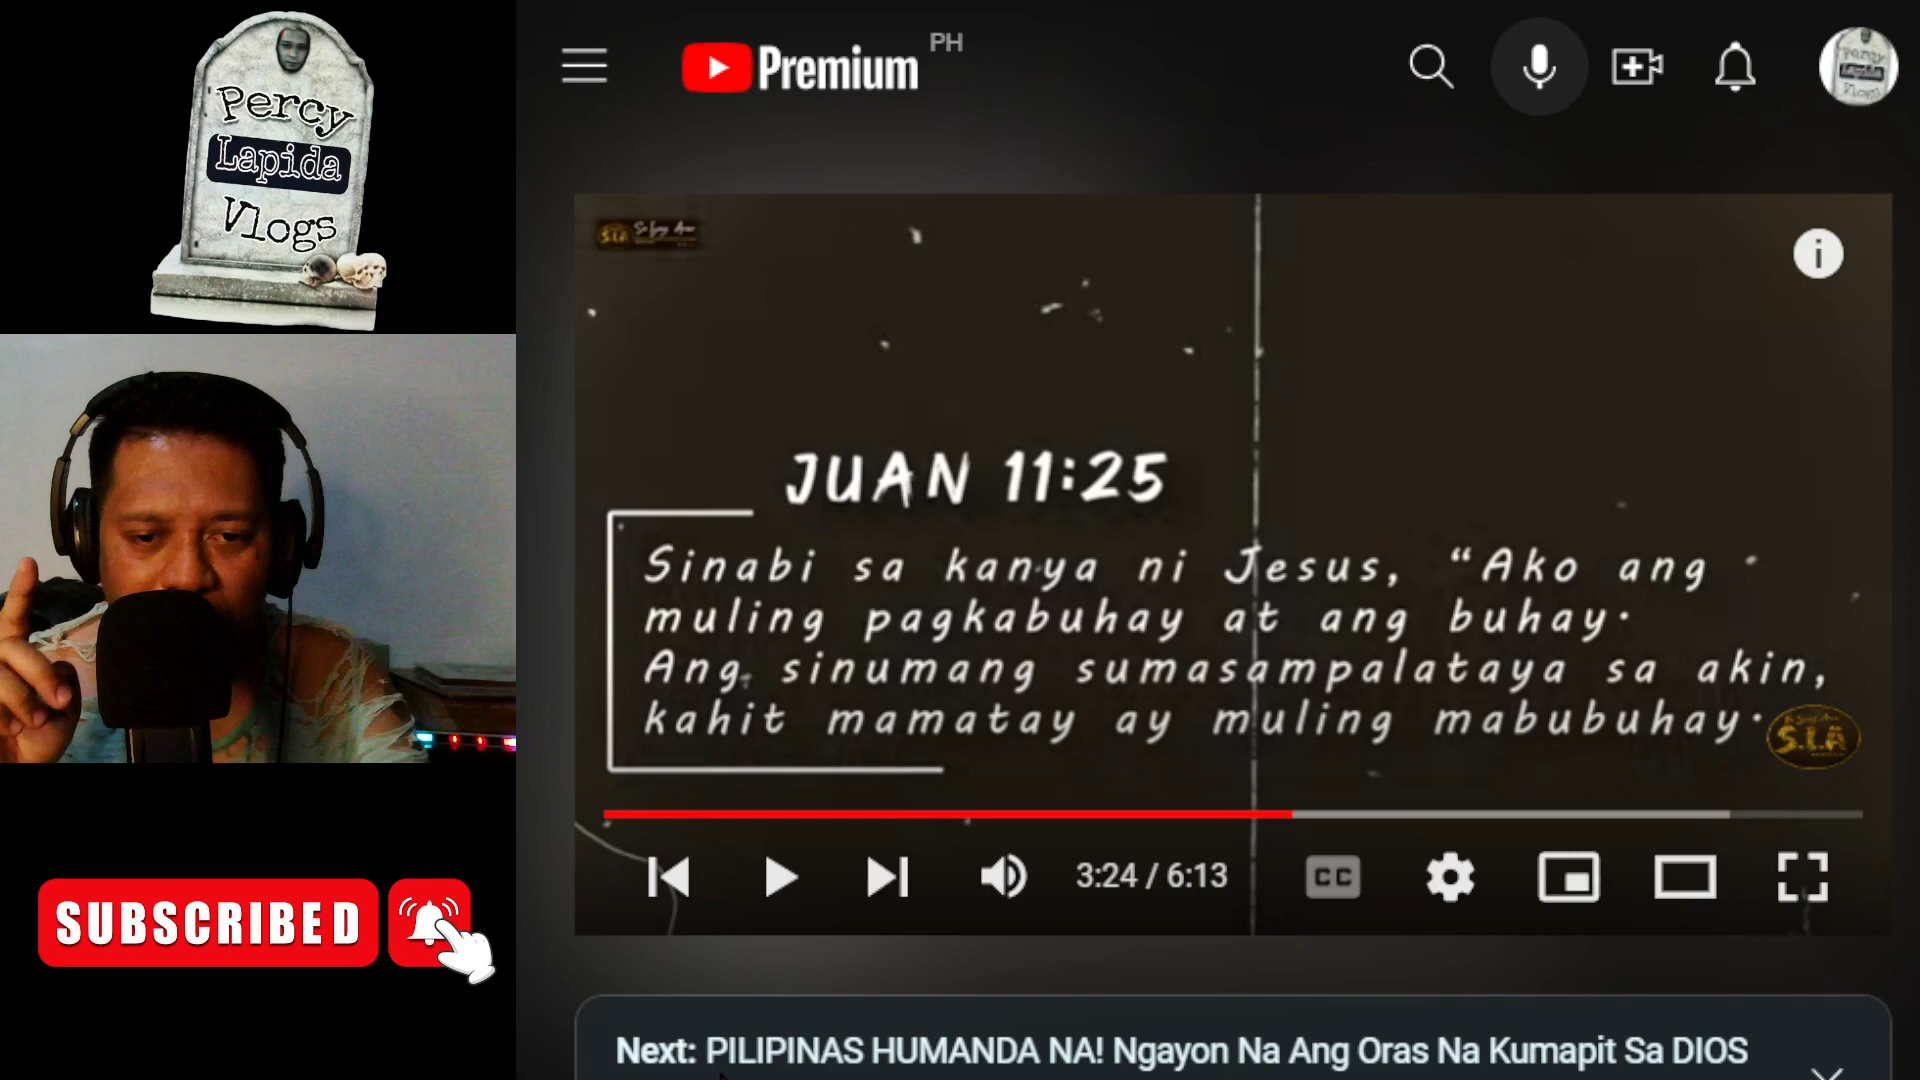 Percy
Lapida
Vlogs
SUBSCRIBED
Premium
PH
S.I.A
JUAN 11:25
Sinabi sa kanya ni Jesus, “Ako ang
muling pagkabuhay at ang buhay.
Ang sinumang sumasampalataya sa akin,
kahit mamatay ay muling mabubuhay.
S.I.A
3:24 / 6:13
CC
Next: PILIPINAS HUMANDA NA! Ngayon Na Ang Oras Na Kumapit Sa DIOS